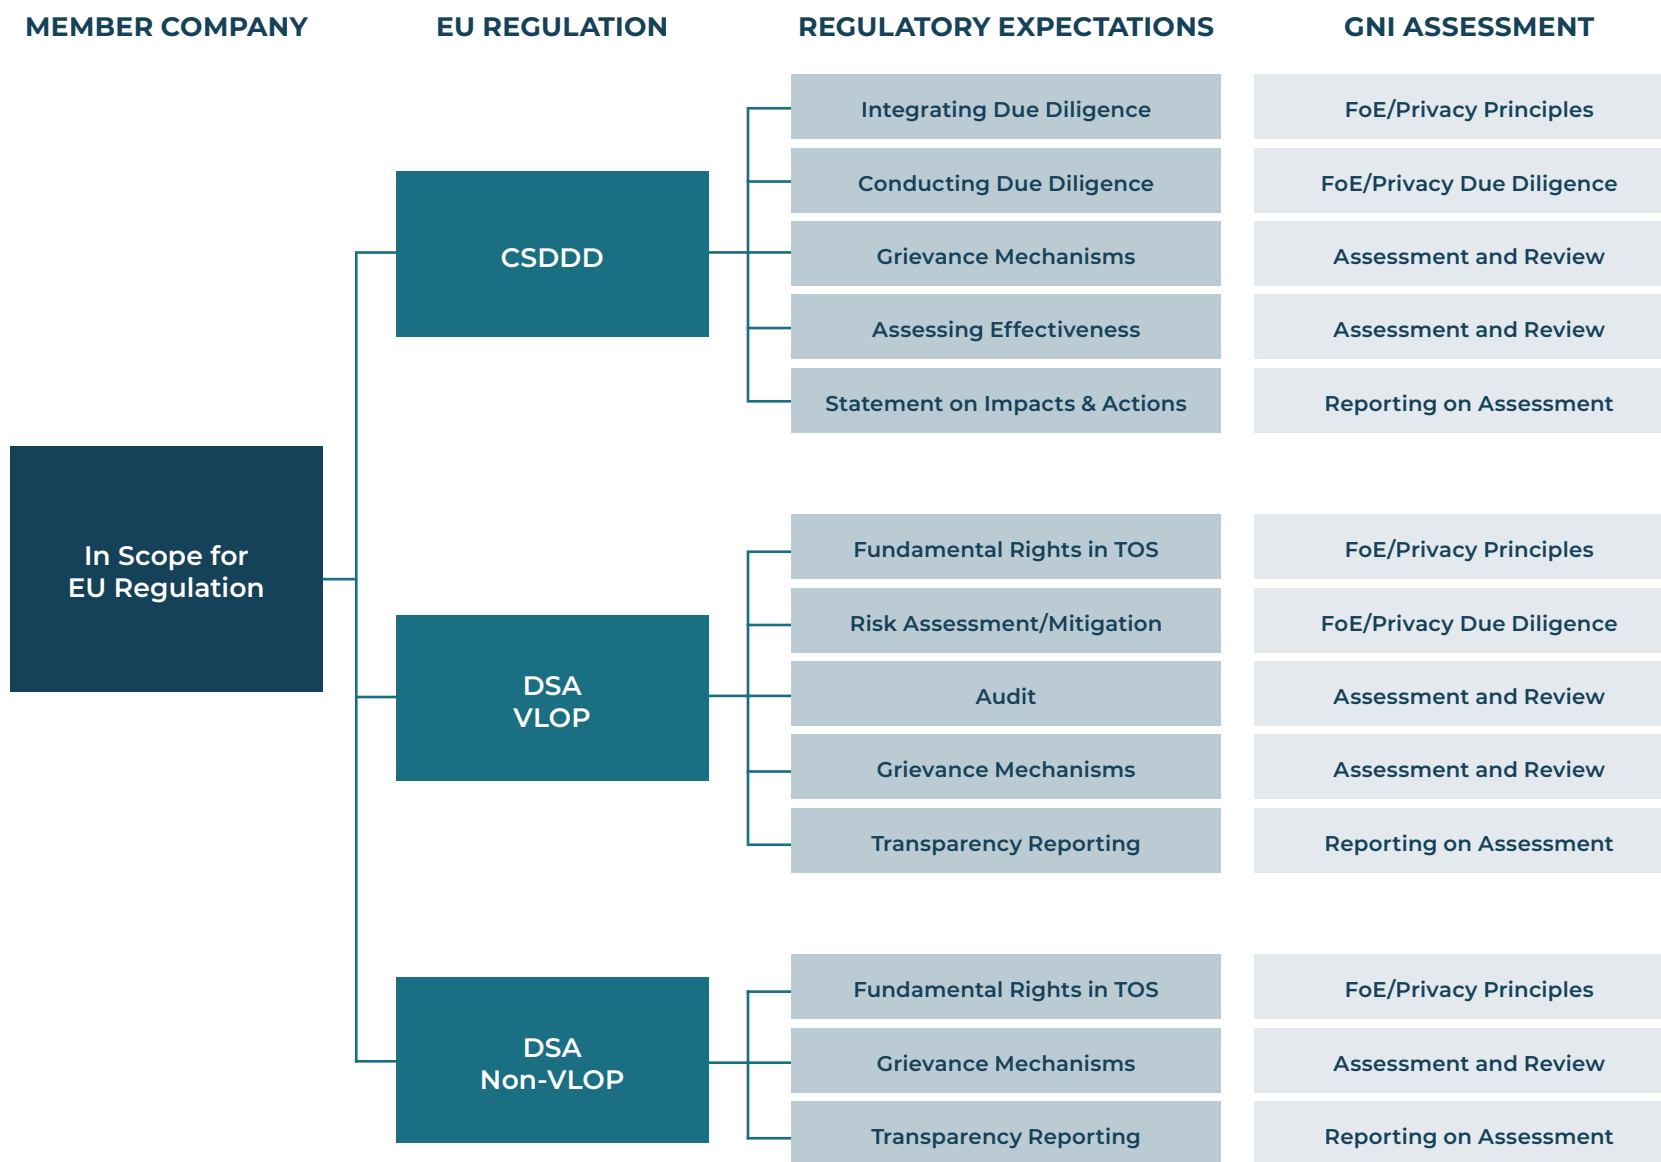 MEMBER COMPANY
EU REGULATION
REGULATORY EXPECTATIONS
GNI ASSESSMENT
In Scope for
EU Regulation
CSDDD
Integrating Due Diligence
FoE/Privacy Principles
Conducting Due Diligence
FoE/Privacy Due Diligence
Grievance Mechanisms
Assessment and Review
Assessing Effectiveness
Assessment and Review
Statement on Impacts & Actions
Reporting on Assessment
DSA
VLOP
Fundamental Rights in TOS
FoE/Privacy Principles
Risk Assessment/Mitigation
FoE/Privacy Due Diligence
Audit
Assessment and Review
Grievance Mechanisms
Assessment and Review
Transparency Reporting
Reporting on Assessment
DSA
Non-VLOP
Fundamental Rights in TOS
FoE/Privacy Principles
Grievance Mechanisms
Assessment and Review
Transparency Reporting
Reporting on Assessment